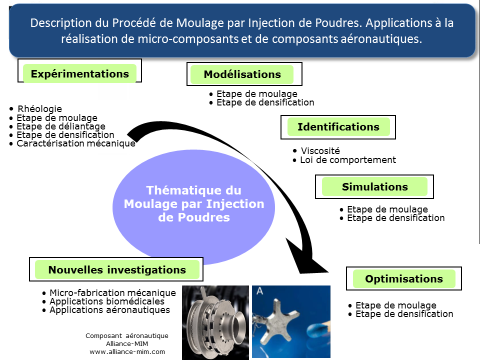 Description du Procédé de Moulage par Injection de Poudres. Applications à la
réalisation de micro-composants et de composants aéronautiques.
Expérimentations
• Rhéologie
• Etape de moulage
• Etape de déliantage
• Etape de densification
• Caractérisation mécanique
Modélisations
• Etape de moulage
• Etape de densification
Identifications
• Viscosité
• Loi de comportement
Simulations
• Etape de moulage
• Etape de densification
Thématique du
Moulage par Injection
de Poudres
Nouvelles investigations
• Micro-fabrication mécanique
• Applications biomédicales
• Applications aéronautiques
Optimisations
• Etape de moulage
• Etape de densification
A
Composant aéronautique
Alliance-MIM
www.alliance-mim.com